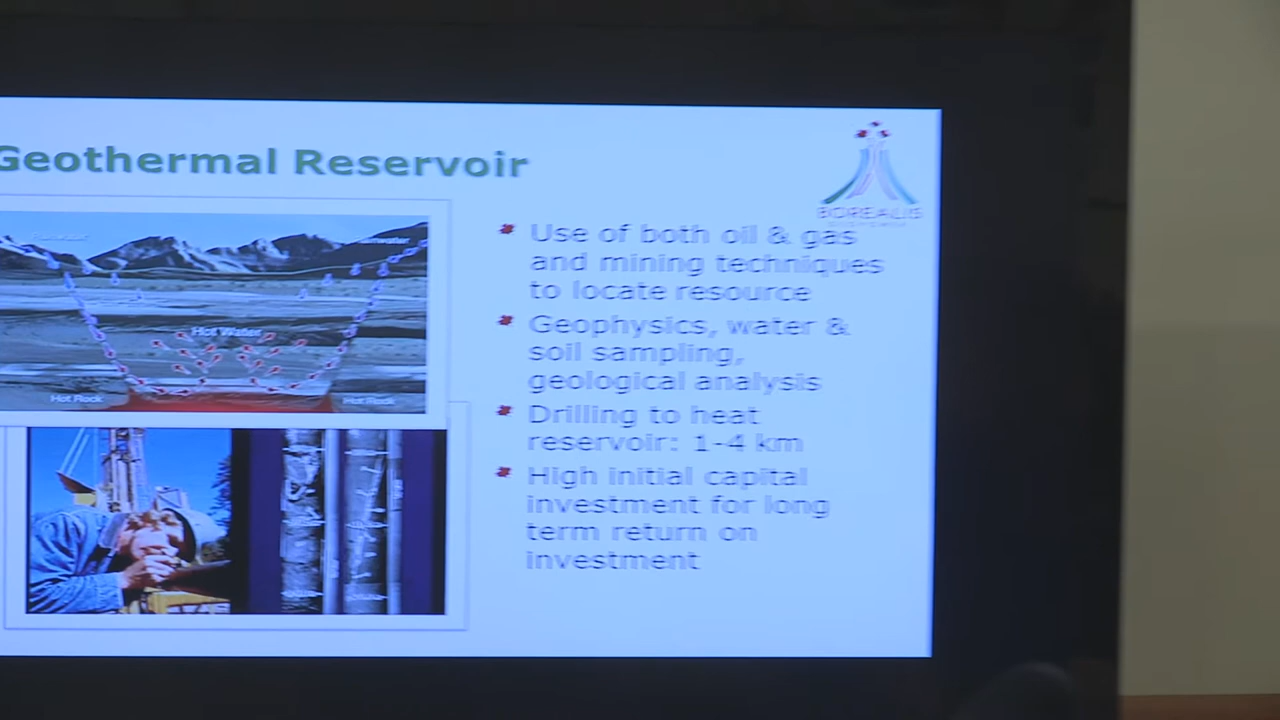 Geothermal Reservoir
BOREALIS
Use of both oil & gas
and mining techniques
to locate resource
Geophysics, water &
soil sampling,
geological analysis
Drilling to heat
reservoir: 1-4 km
High initial capital
investment for long
term return on
investment
Rainwater
Hot Water
Hot Rock
Hot Rock